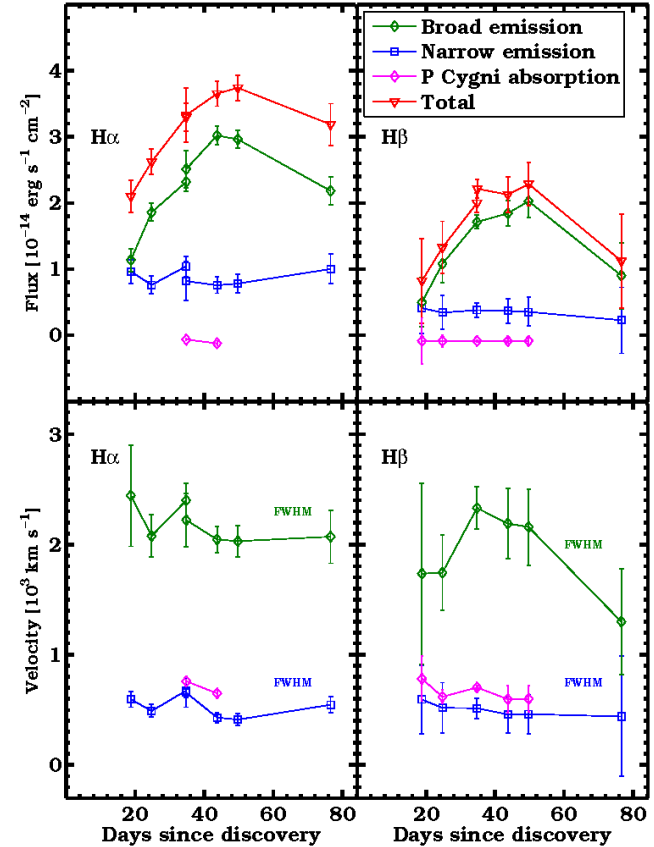 Broad emission
Narrow emission
P Cygni absorption
Total
Hα
Hβ
4
3
2
1
0
Flux [10⁻¹⁴ erg s⁻¹ cm⁻²]
Hα
Hβ
FWHM
FWHM
FWHM
FWHM
3
2
1
0
Velocity [10³ km s⁻¹]
0 20 40 60 80
20 40 60 80
Days since discovery
Days since discovery